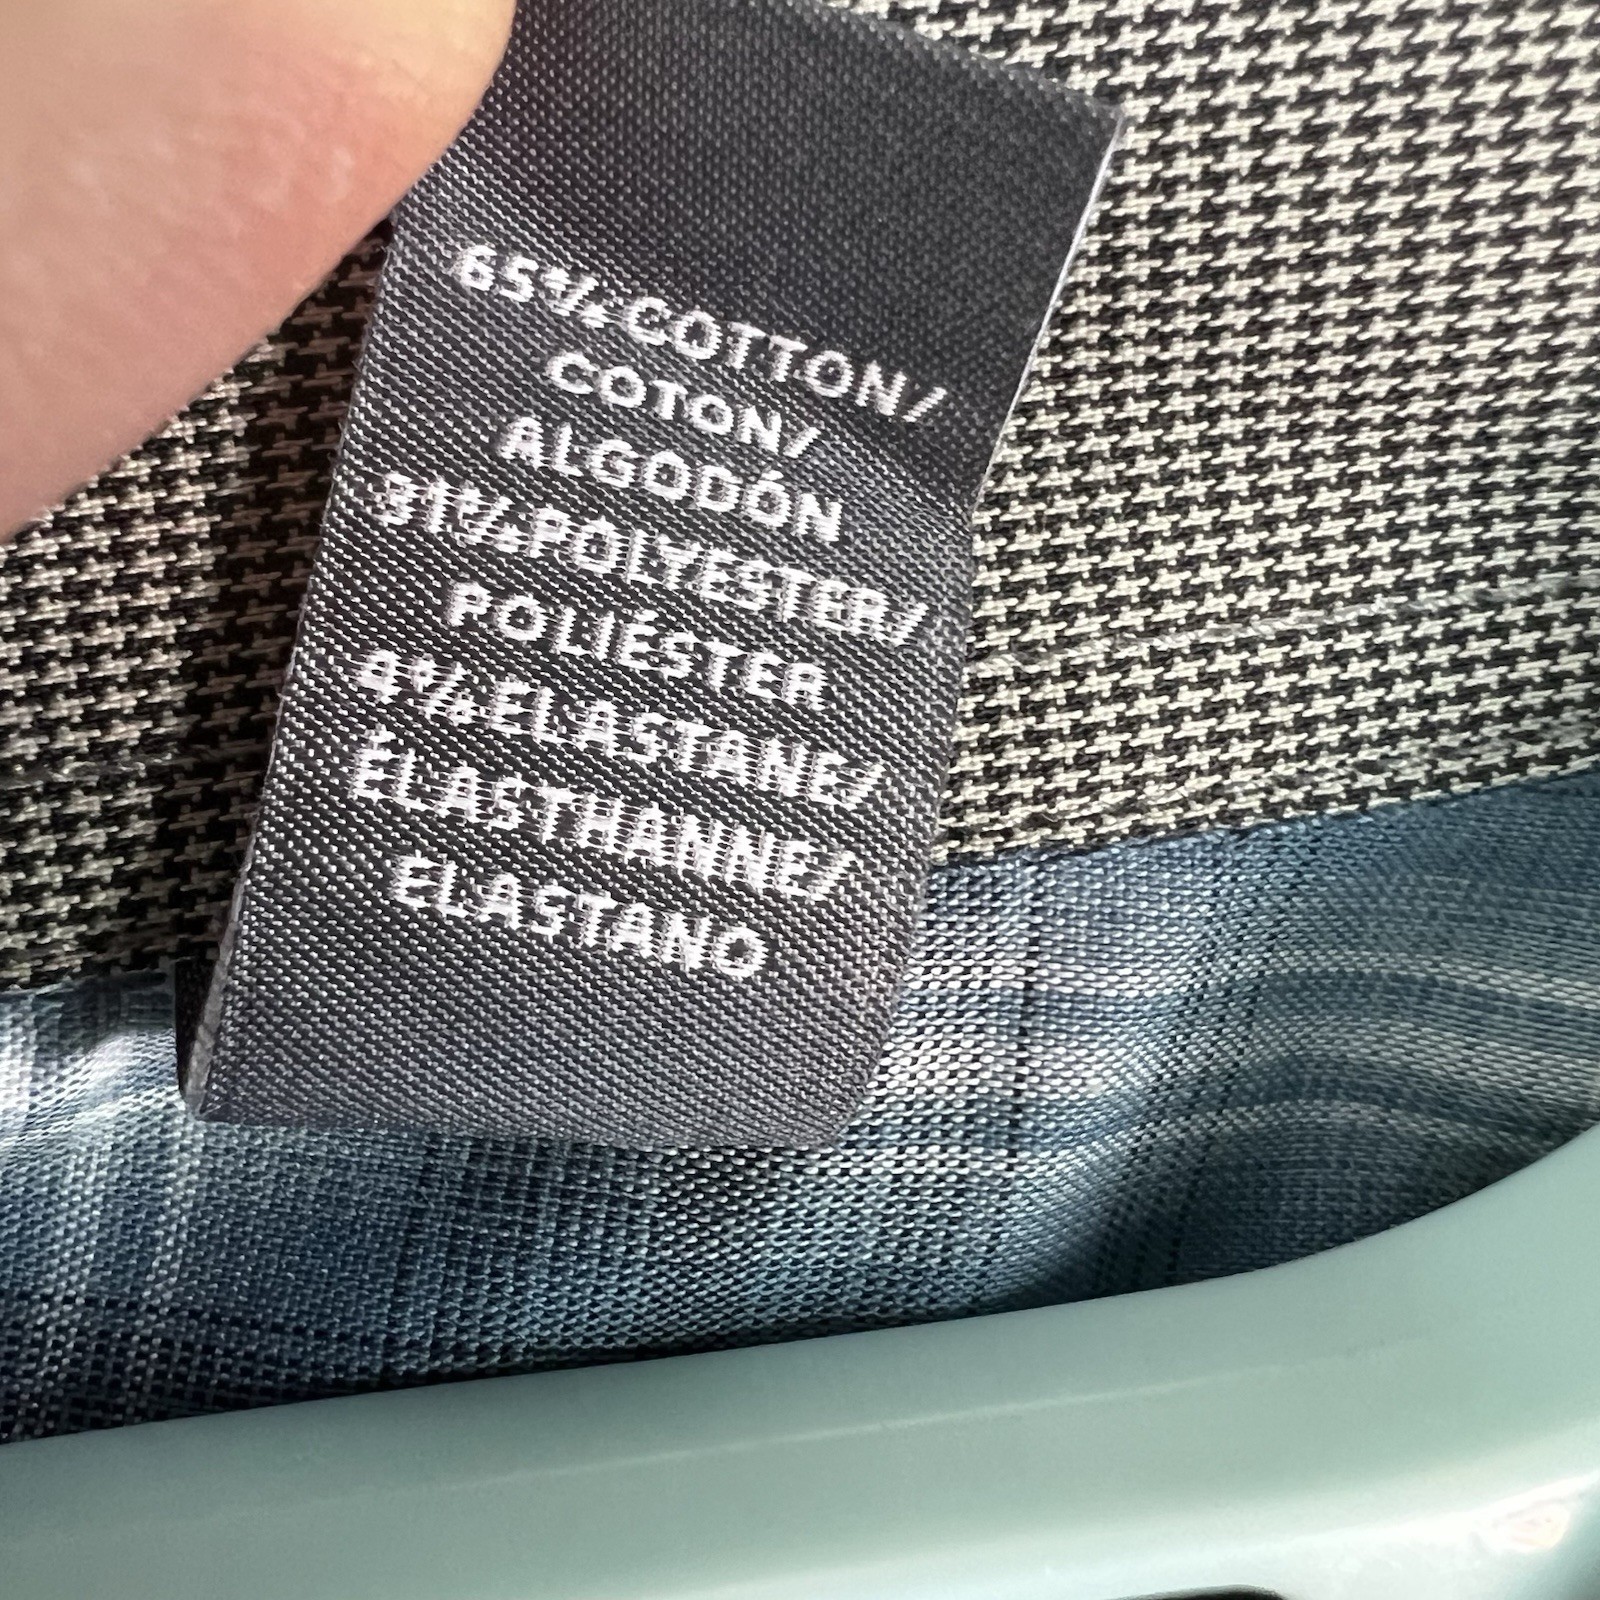 65%COTTON/
COTON/
ALGODÓN
31%POLYESTER/
POLIÉSTER
4%ELASTANE/
ÉLASTHANNE/
ELASTANO